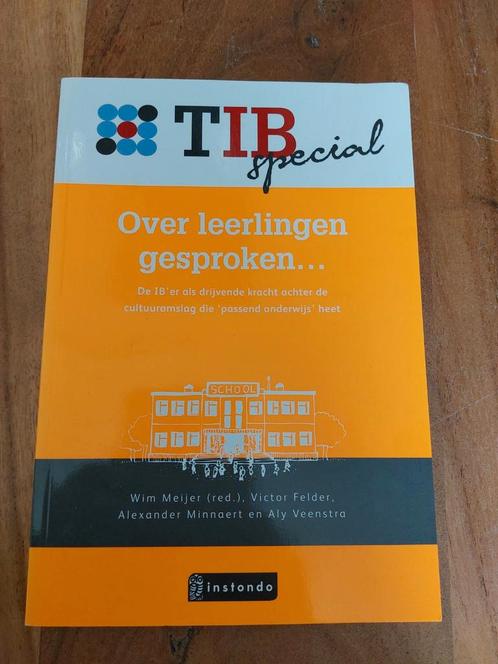 TIB
special
Over leerlingen
gesproken...
De IB'er als drijvende kracht achter de
cultuuromslag die 'passend onderwijs' heet
SCHOOL
Wim Meijer (red.), Victor Felder,
Alexander Minnaert en Aly Veenstra
instondo